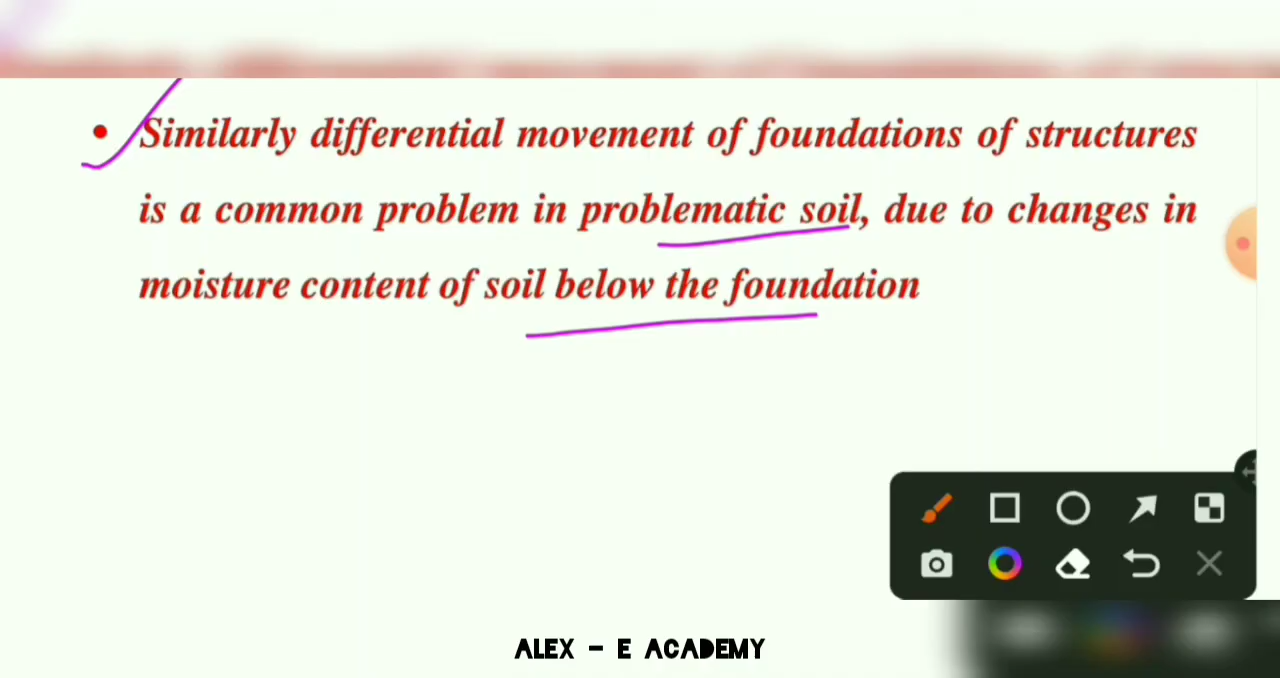 • Similarly differential movement of foundations of structures
is a common problem in problematic soil, due to changes in
moisture content of soil below the foundation
ALEX - E ACADEMY